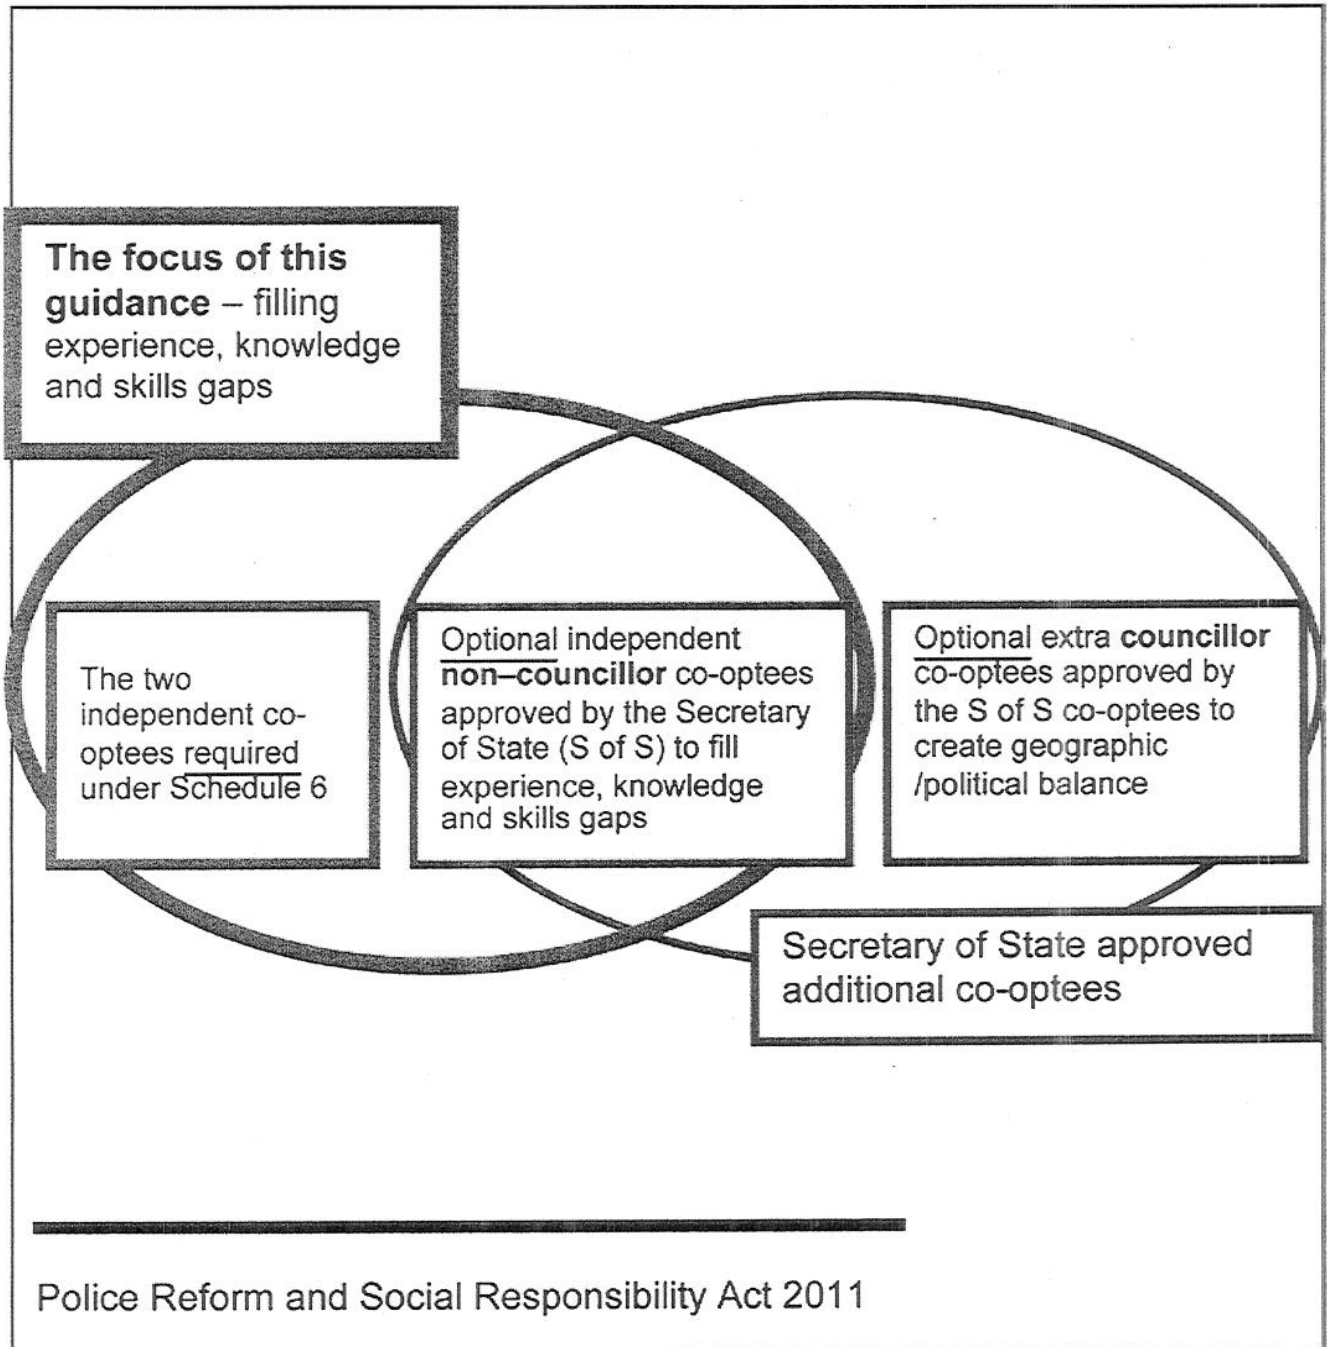 The focus of this
guidance – filling
experience, knowledge
and skills gaps
The two
independent co-
optees required
under Schedule 6
Optional independent
non–councillor co-optees
approved by the Secretary
of State (S of S) to fill
experience, knowledge
and skills gaps
Optional extra councillor
co-optees approved by
the S of S co-optees to
create geographic
/political balance
Secretary of State approved
additional co-optees
Police Reform and Social Responsibility Act 2011